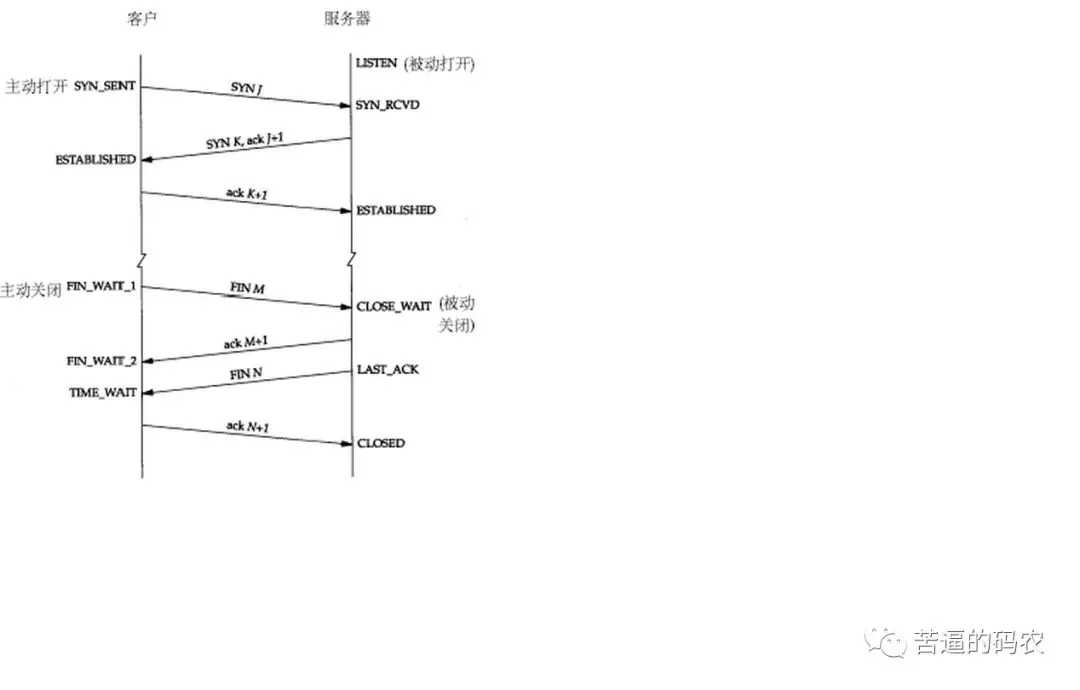 客户 服务器
LISTEN (被动打开)
主动打开 SYN_SENT
SYN J
SYN_RCVD
SYN K, ack J+1
ESTABLISHED
ack K+1
ESTABLISHED
主动关闭 FIN_WAIT_1
FIN M
CLOSE_WAIT (被动
关闭)
ack M+1
FIN_WAIT_2
FIN N
LAST_ACK
TIME_WAIT
ack N+1
CLOSED
苦逼的码农